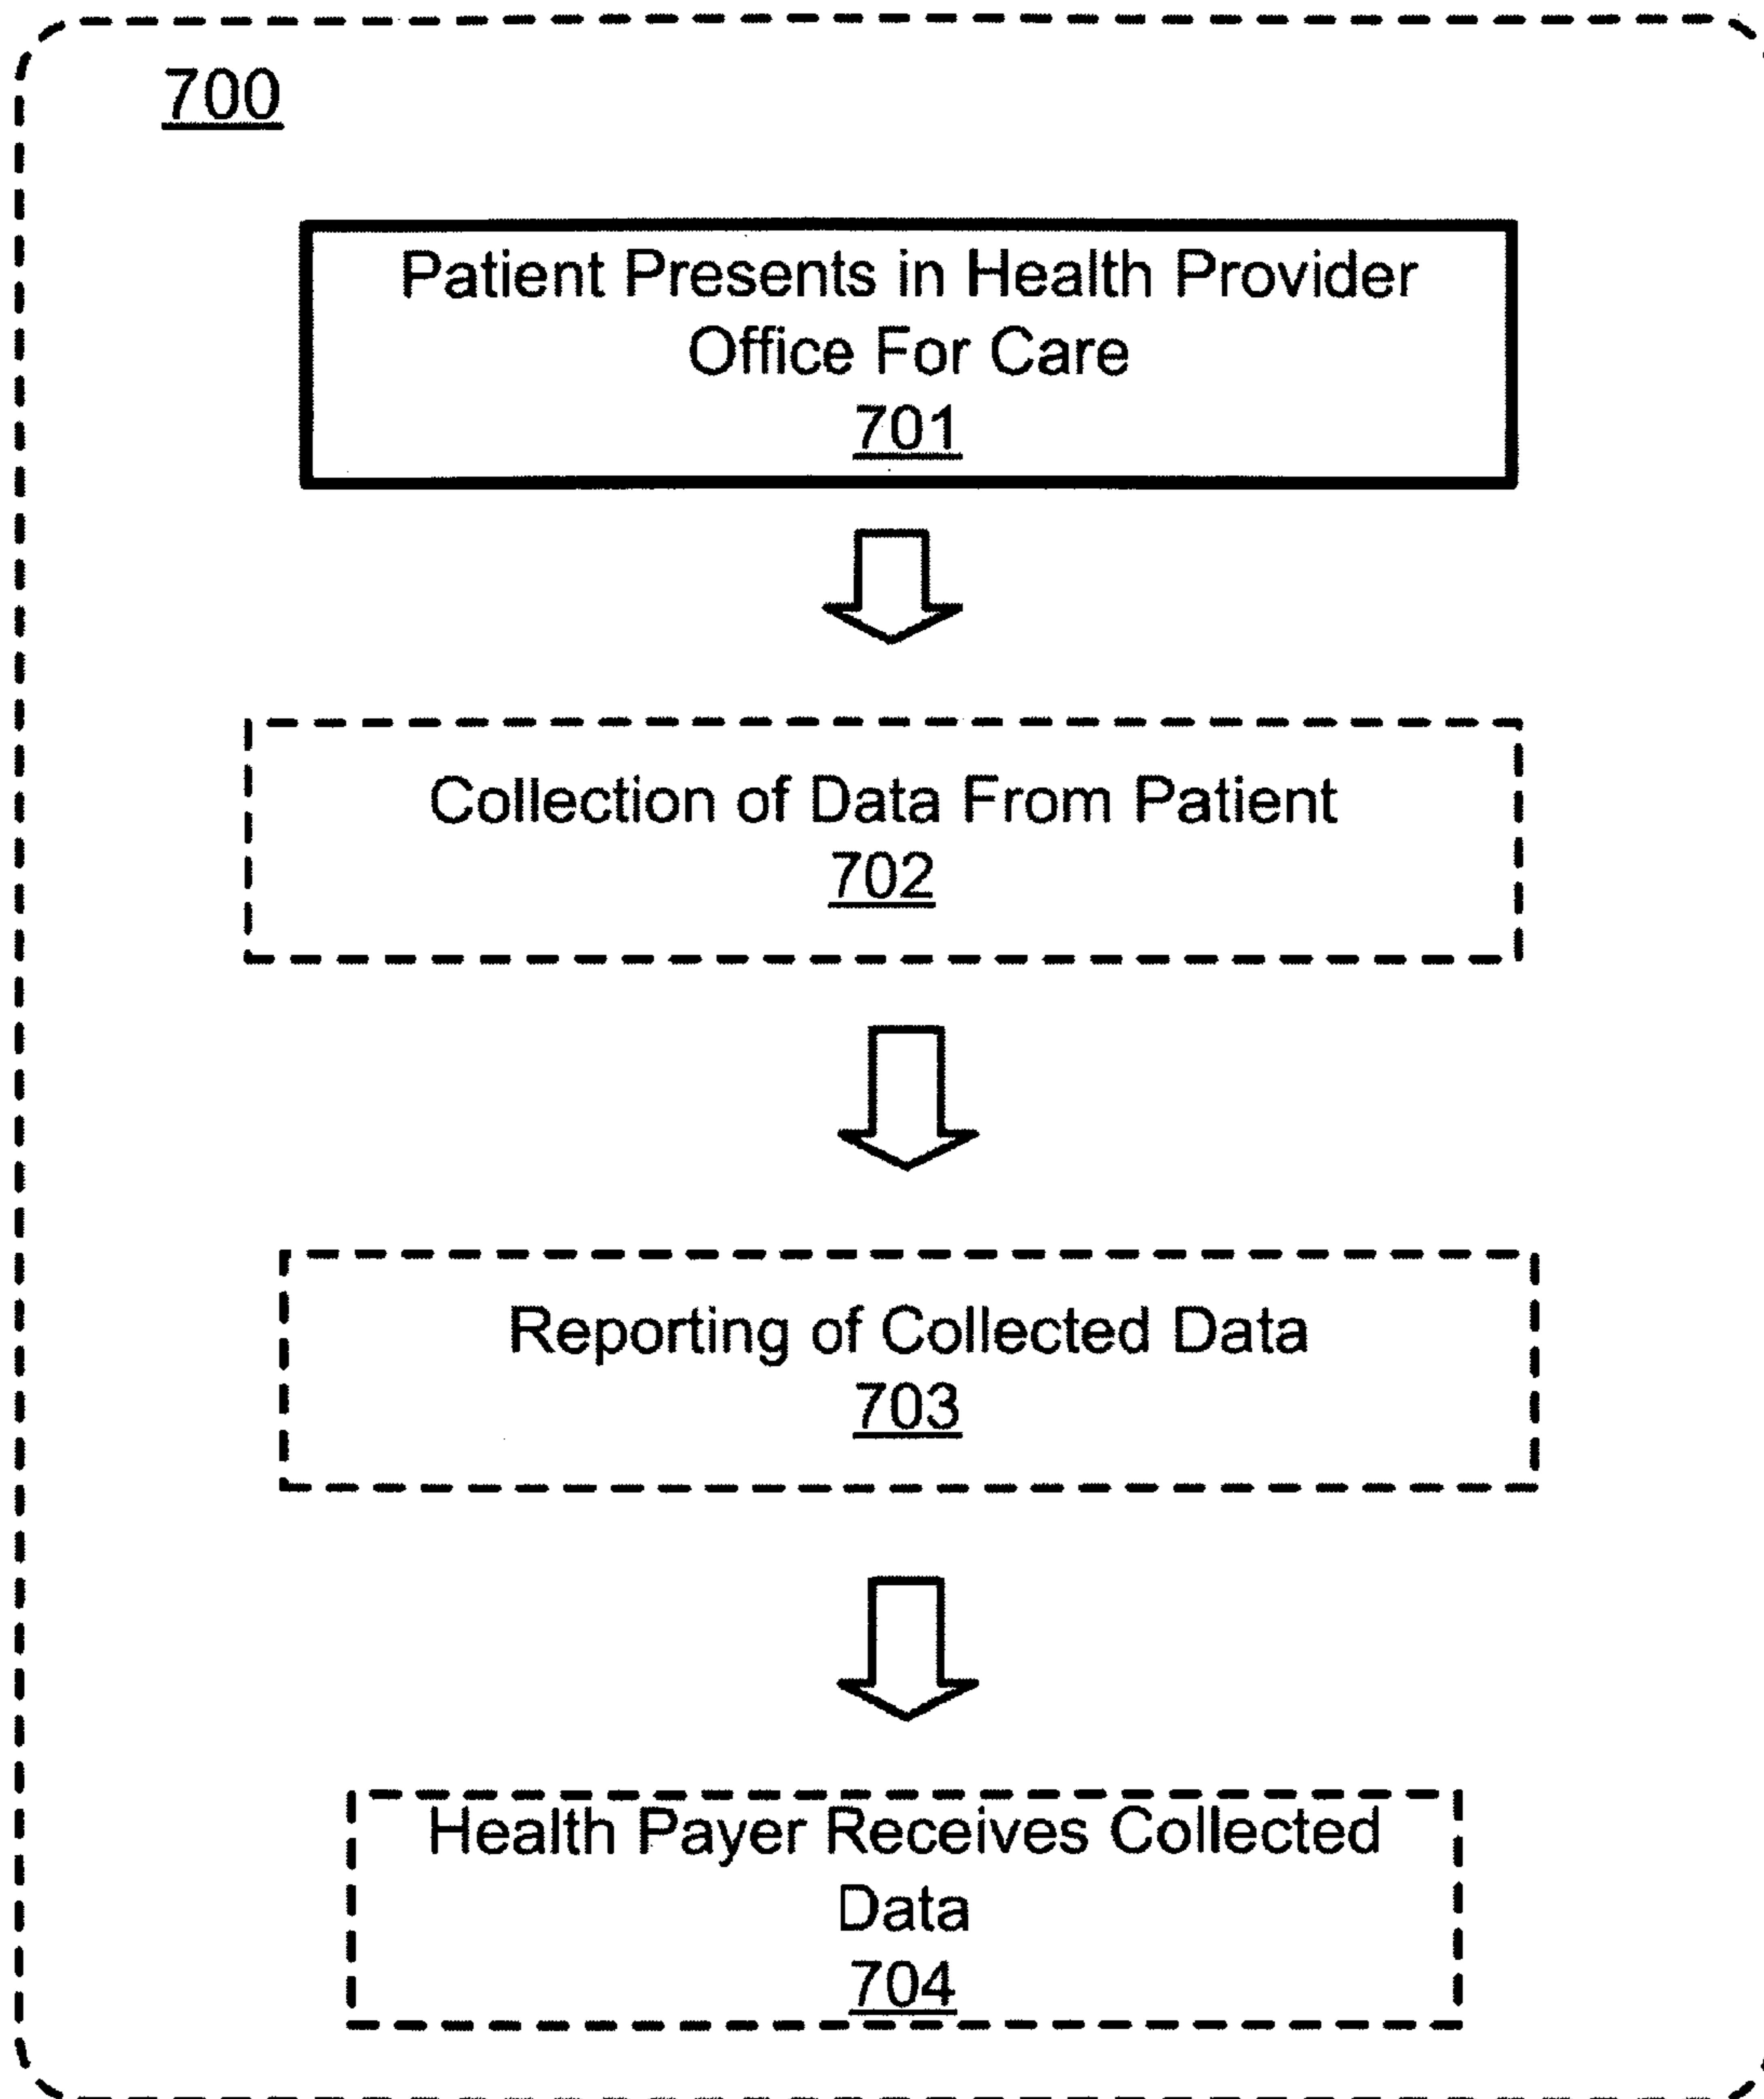 700
Patient Presents in Health Provider
Office For Care
701
Collection of Data From Patient
702
Reporting of Collected Data
703
Health Payer Receives Collected
Data
704